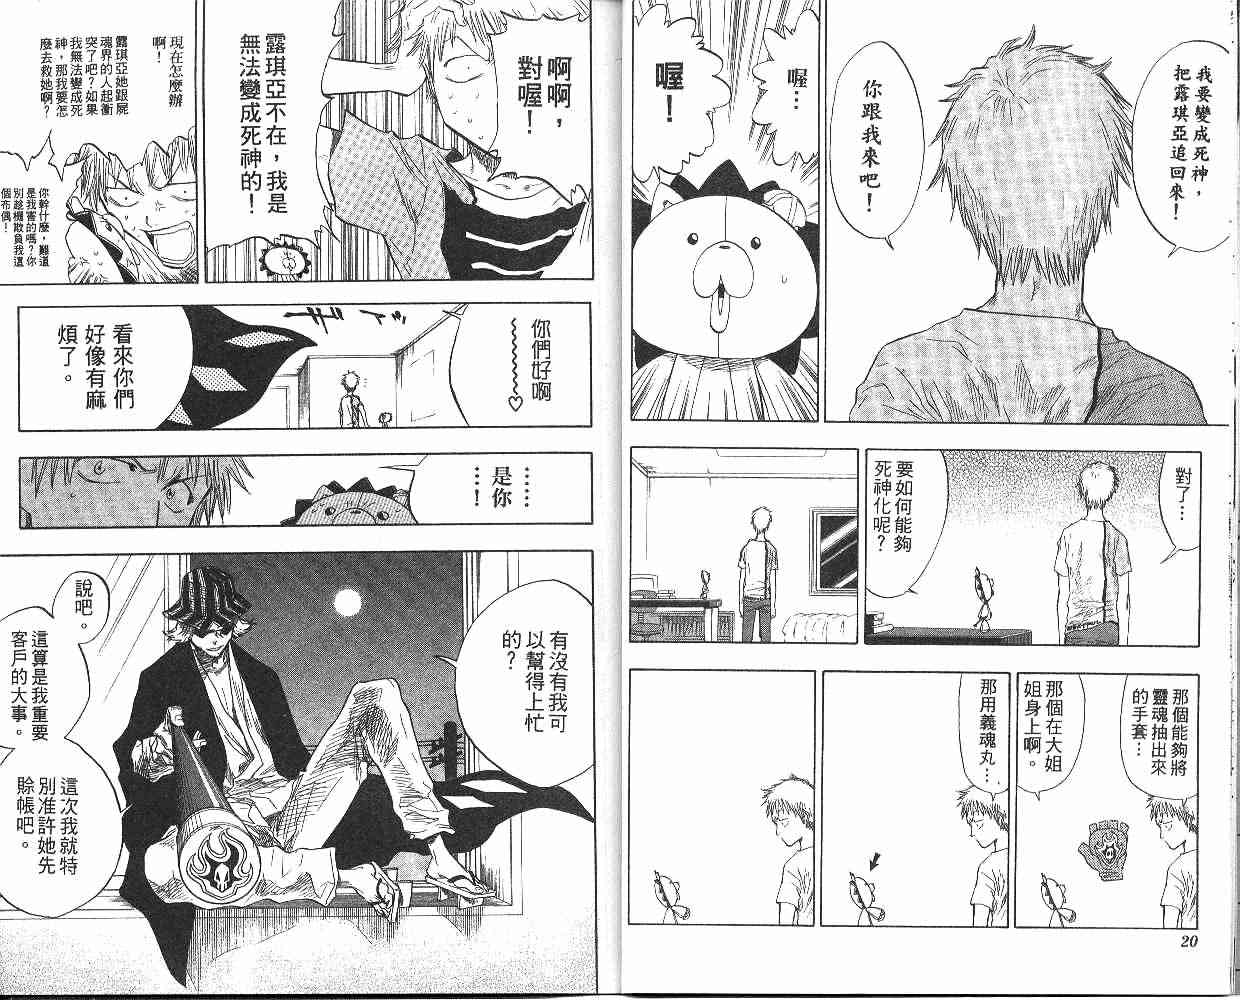 我要變成死神，
把露琪亞追回來！
你跟我來吧！
喔…
喔！
對了…
要如何能夠
死神化呢？
那個能夠將
靈魂抽出來
的手套…
那個在大姐
姐身上啊。
那用義魂丸…
20
啊啊，
對喔！
露琪亞不在，我是
無法變成死神的！
現在怎麼辦
啊！
露琪亞她跟屍
魂界的人起衝
突了吧？如果
我無法變成死
神，那我要怎
麼去救她啊？
你幹什麼，難道
是我害的嗎？你
別趁機欺負我這
個布偶！
你們好啊
看來你們
好像有麻
煩了。
……
是你
……！
有沒有我可
以幫得上忙
的？
說吧。
這算是我重要
客戶的大事。
這次我就特
別准許她先
賒帳吧。